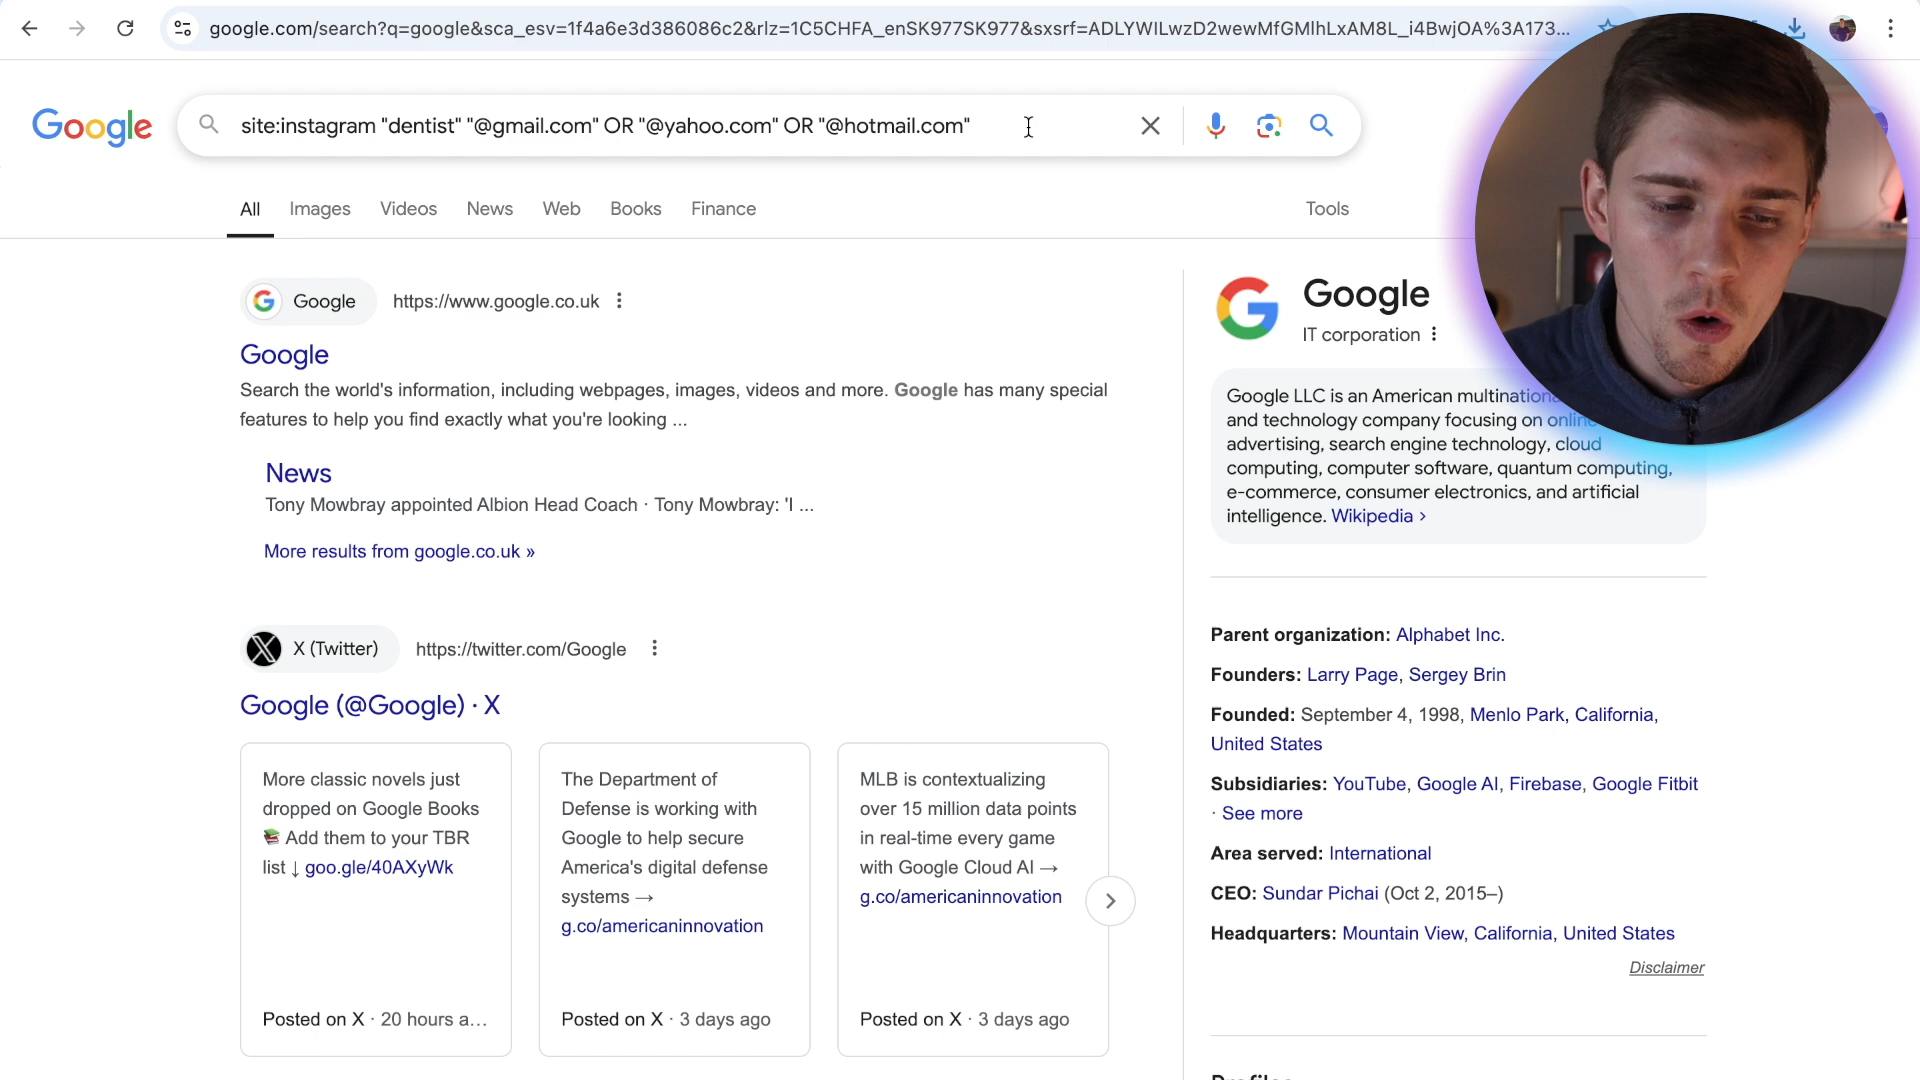 google.com/search?q=google&sca_esv=1f4a6e3d386086c2&rlz=1C5CHFA_enSK977SK977&sxsrf=ADLYWILwzD2wewMfGMlhLxAM8L_i4BwjOA%3A173...
Google
site:instagram "dentist" "@gmail.com" OR "@yahoo.com" OR "@hotmail.com"
All Images Videos News Web Books Finance Tools
Google https://www.google.co.uk
Google
Search the world's information, including webpages, images, videos and more. Google has many special
features to help you find exactly what you're looking ...
News
Tony Mowbray appointed Albion Head Coach · Tony Mowbray: 'I ...
More results from google.co.uk »
X (Twitter) https://twitter.com/Google
Google (@Google) · X
More classic novels just
dropped on Google Books
📚 Add them to your TBR
list ↓ goo.gle/40AXyWk
Posted on X · 20 hours a...
The Department of
Defense is working with
Google to help secure
America's digital defense
systems →
g.co/americaninnovation
Posted on X · 3 days ago
MLB is contextualizing
over 15 million data points
in real-time every game
with Google Cloud AI →
g.co/americaninnovation
Posted on X · 3 days ago
Google
IT corporation
Google LLC is an American
and technology company focusing on online
advertising, search engine technology, cloud
computing, computer software, quantum computing,
e-commerce, consumer electronics, and artificial
intelligence. Wikipedia ›
Parent organization: Alphabet Inc.
Founders: Larry Page, Sergey Brin
Founded: September 4, 1998, Menlo Park, California,
United States
Subsidiaries: YouTube, Google AI, Firebase, Google Fitbit
· See more
Area served: International
CEO: Sundar Pichai (Oct 2, 2015–)
Headquarters: Mountain View, California, United States
Disclaimer